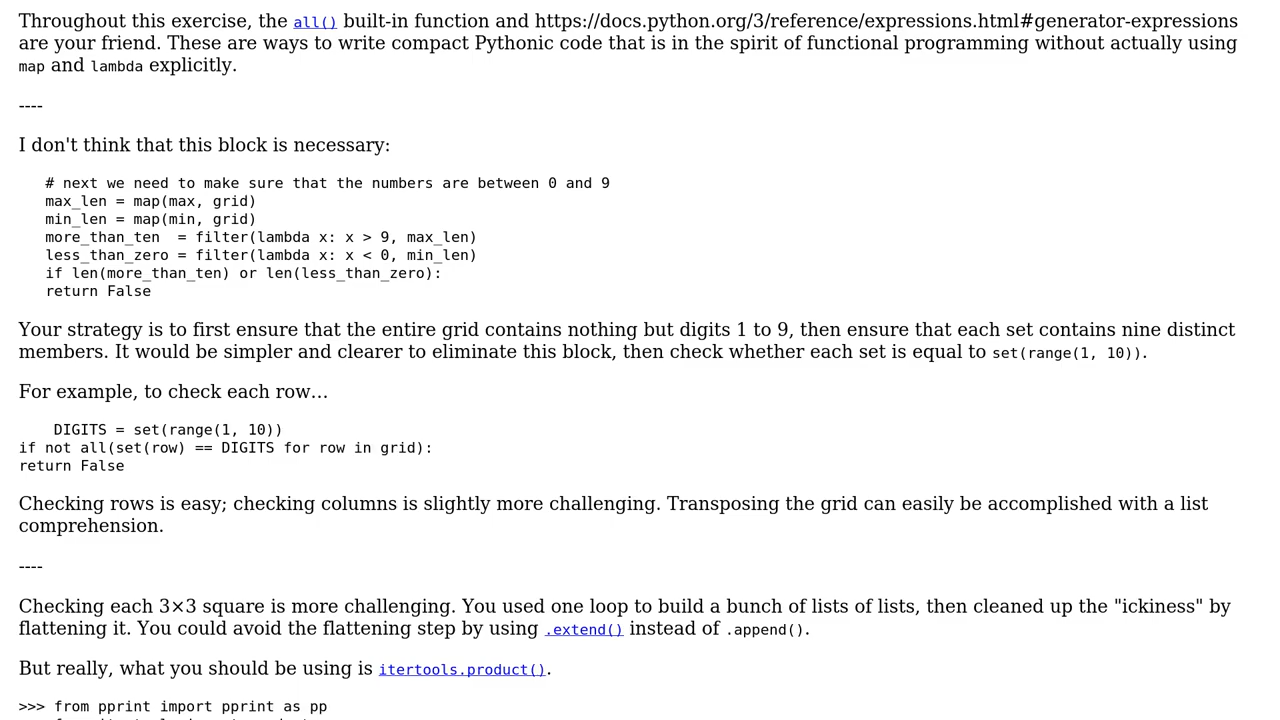 Throughout this exercise, the all() built-in function and https://docs.python.org/3/reference/expressions.html#generator-expressions
are your friend. These are ways to write compact Pythonic code that is in the spirit of functional programming without actually using
map and lambda explicitly.
----
I don't think that this block is necessary:
# next we need to make sure that the numbers are between 0 and 9
max_len = map(max, grid)
min_len = map(min, grid)
more_than_ten  = filter(lambda x: x > 9, max_len)
less_than_zero = filter(lambda x: x < 0, min_len)
if len(more_than_ten) or len(less_than_zero):
return False
Your strategy is to first ensure that the entire grid contains nothing but digits 1 to 9, then ensure that each set contains nine distinct
members. It would be simpler and clearer to eliminate this block, then check whether each set is equal to set(range(1, 10)).
For example, to check each row…
DIGITS = set(range(1, 10))
if not all(set(row) == DIGITS for row in grid):
return False
Checking rows is easy; checking columns is slightly more challenging. Transposing the grid can easily be accomplished with a list
comprehension.
----
Checking each 3×3 square is more challenging. You used one loop to build a bunch of lists of lists, then cleaned up the "ickiness" by
flattening it. You could avoid the flattening step by using .extend() instead of .append().
But really, what you should be using is itertools.product().
>>> from pprint import pprint as pp